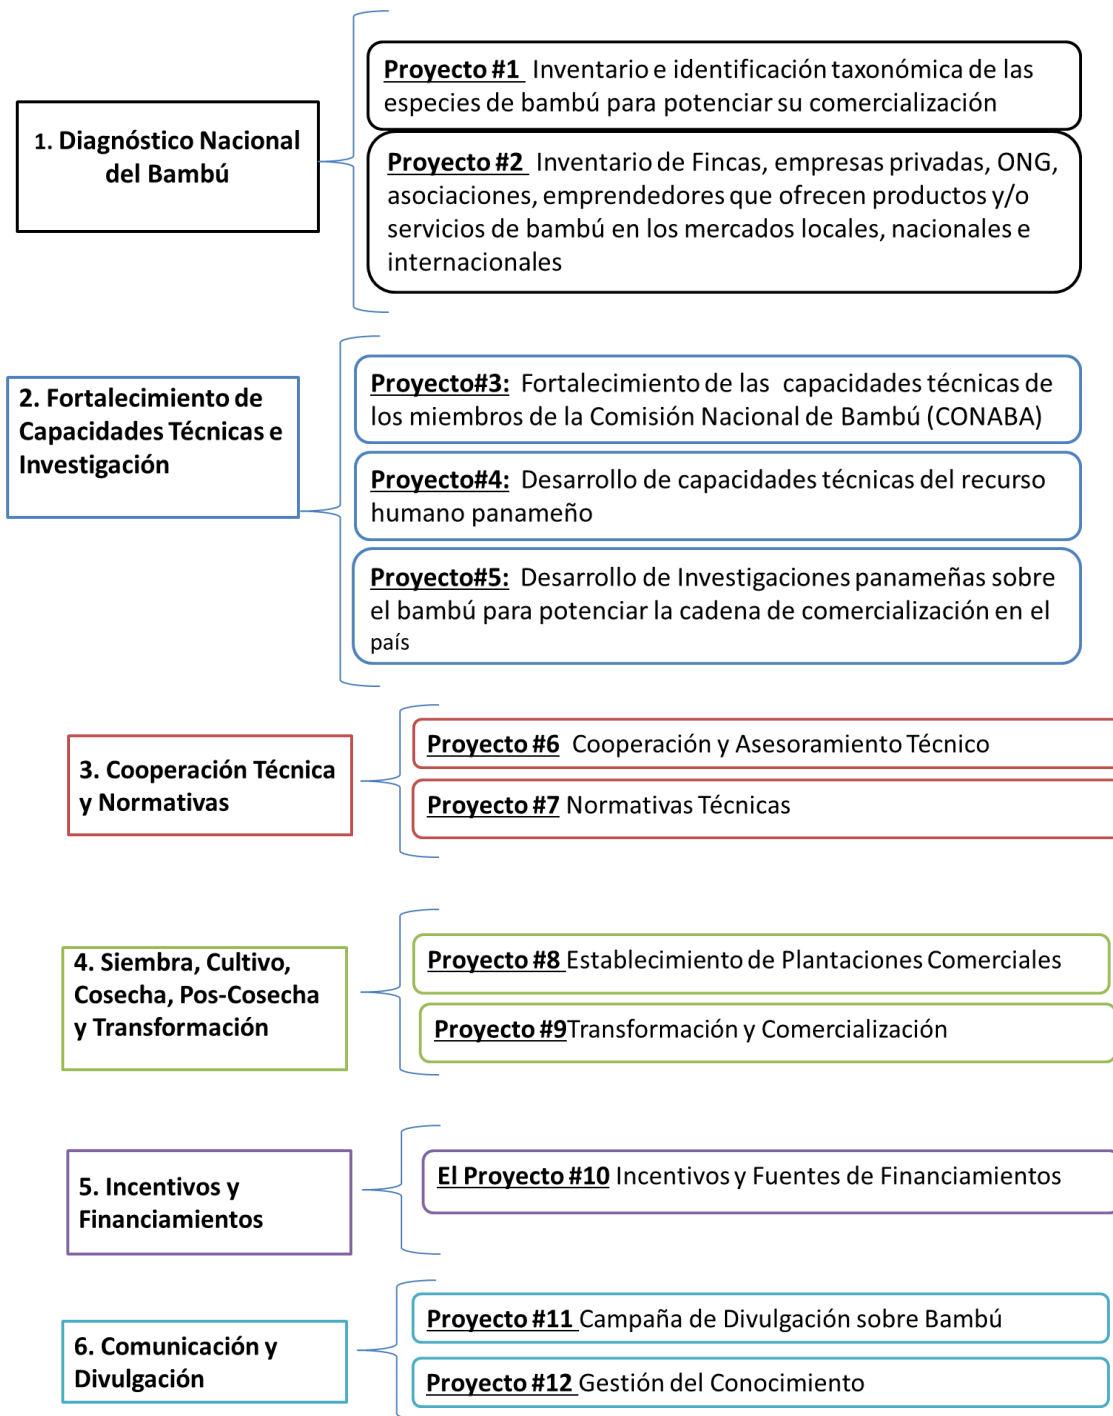 1. Diagnóstico Nacional
del Bambú
Proyecto #1 Inventario e identificación taxonómica de las
especies de bambú para potenciar su comercialización
Proyecto #2 Inventario de Fincas, empresas privadas, ONG,
asociaciones, emprendedores que ofrecen productos y/o
servicios de bambú en los mercados locales, nacionales e
internacionales
2. Fortalecimiento de
Capacidades Técnicas e
Investigación
Proyecto#3: Fortalecimiento de las capacidades técnicas de
los miembros de la Comisión Nacional de Bambú (CONABA)
Proyecto#4: Desarrollo de capacidades técnicas del recurso
humano panameño
Proyecto#5: Desarrollo de Investigaciones panameñas sobre
el bambú para potenciar la cadena de comercialización en el
país
3. Cooperación Técnica
y Normativas
Proyecto #6 Cooperación y Asesoramiento Técnico
Proyecto #7 Normativas Técnicas
4. Siembra, Cultivo,
Cosecha, Pos-Cosecha
y Transformación
Proyecto #8 Establecimiento de Plantaciones Comerciales
Proyecto #9Transformación y Comercialización
5. Incentivos y
Financiamientos
El Proyecto #10 Incentivos y Fuentes de Financiamientos
6. Comunicación y
Divulgación
Proyecto #11 Campaña de Divulgación sobre Bambú
Proyecto #12 Gestión del Conocimiento